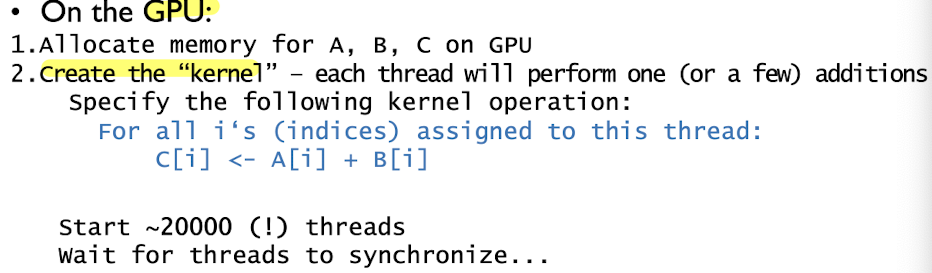 • On the GPU:
1.Allocate memory for A, B, C on GPU
2.Create the “kernel” – each thread will perform one (or a few) additions
Specify the following kernel operation:
For all i‘s (indices) assigned to this thread:
C[i] <- A[i] + B[i]
Start ~20000 (!) threads
Wait for threads to synchronize...